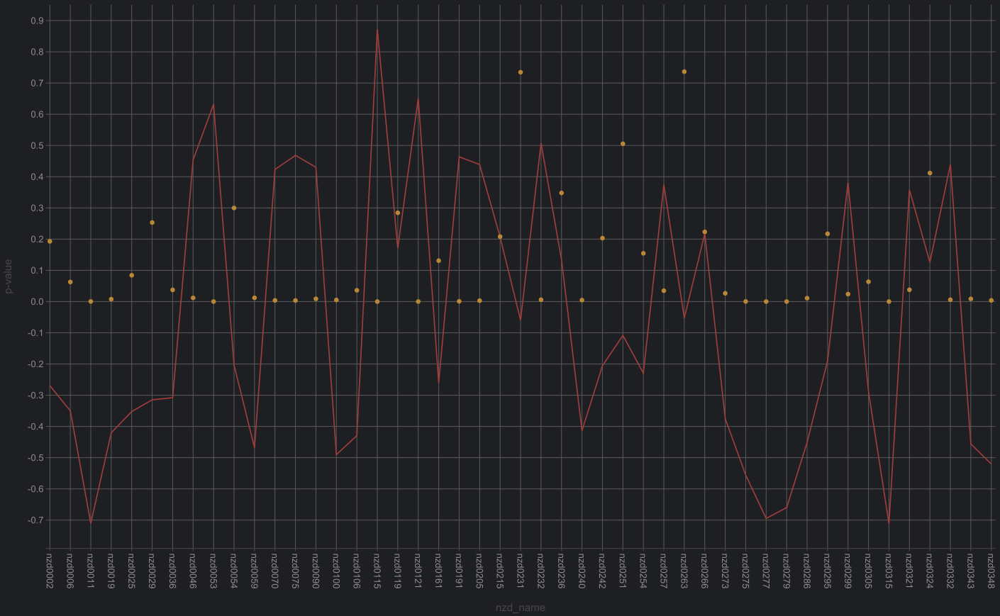 0.9
0.8
0.7
0.6
0.5
0.4
0.3
0.2
0.1
0.0
-0.1
-0.2
-0.3
-0.4
-0.5
-0.6
-0.7
p-value
nzd0002
nzd0006
nzd0011
nzd0019
nzd0025
nzd0029
nzd0036
nzd0046
nzd0053
nzd0054
nzd0059
nzd0070
nzd0075
nzd0090
nzd0100
nzd0106
nzd0115
nzd0119
nzd0121
nzd0161
nzd0191
nzd0205
nzd0215
nzd0231
nzd0232
nzd0236
nzd0240
nzd0242
nzd0251
nzd0254
nzd0257
nzd0263
nzd0266
nzd0273
nzd0275
nzd0277
nzd0279
nzd0286
nzd0295
nzd0299
nzd0305
nzd0315
nzd0321
nzd0324
nzd0332
nzd0343
nzd0348
nzd_name